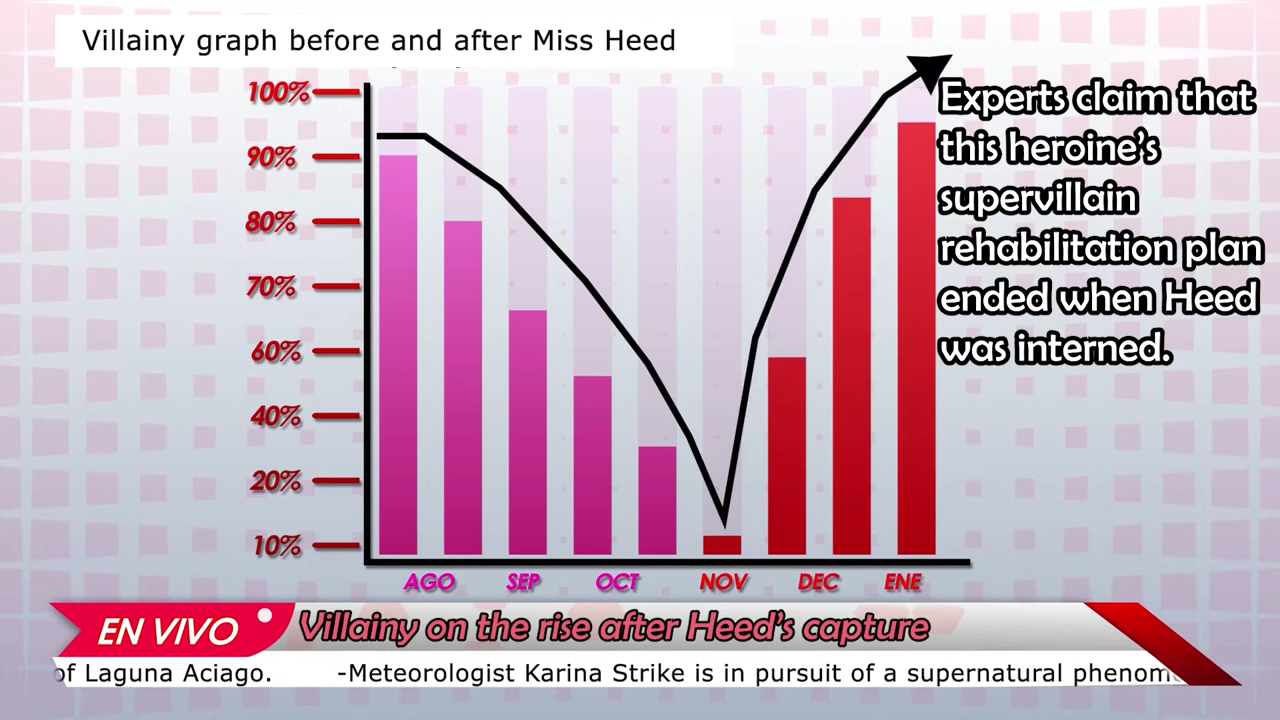 Villainy graph before and after Miss Heed
100%
90%
80%
70%
60%
40%
20%
10%
AGO SEP OCT NOV DEC ENE
Experts claim that
this heroine's
supervillain
rehabilitation plan
ended when Heed
was interned.
EN VIVO
Villainy on the rise after Heed's capture
of Laguna Aciago. -Meteorologist Karina Strike is in pursuit of a supernatural phenom